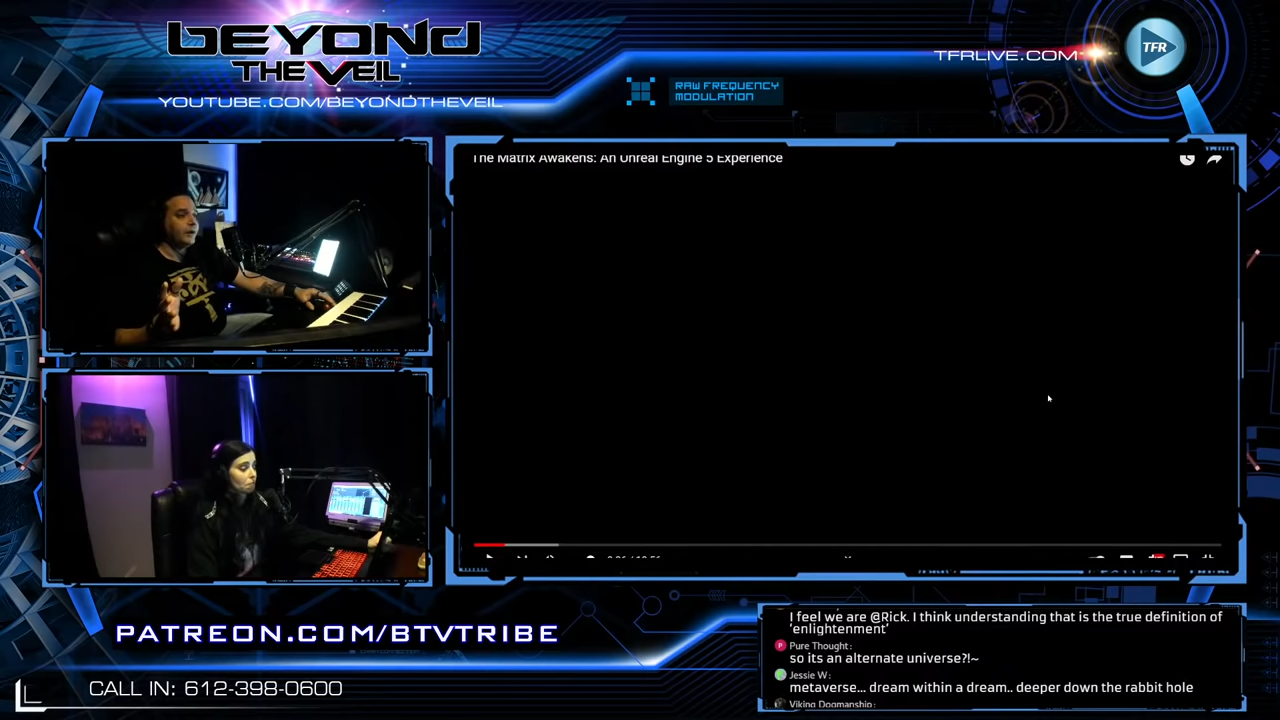 BEYOND
THE VEIL
YOUTUBE.COM/BEYONDTHEVEIL
TFRLIVE.COM
TFR
RAW FREQUENCY
MODULATION
The Matrix Awakens: An Unreal Engine 5 Experience
PATREON.COM/BTVTRIBE
CALL IN: 612-398-0600
I feel we are @Rick. I think understanding that is the true definition of
'enlightenment'
P Pure Thought:
so its an alternate universe?!~
Jessie W:
metaverse... dream within a dream.. deeper down the rabbit hole
Viking Dogmanship: